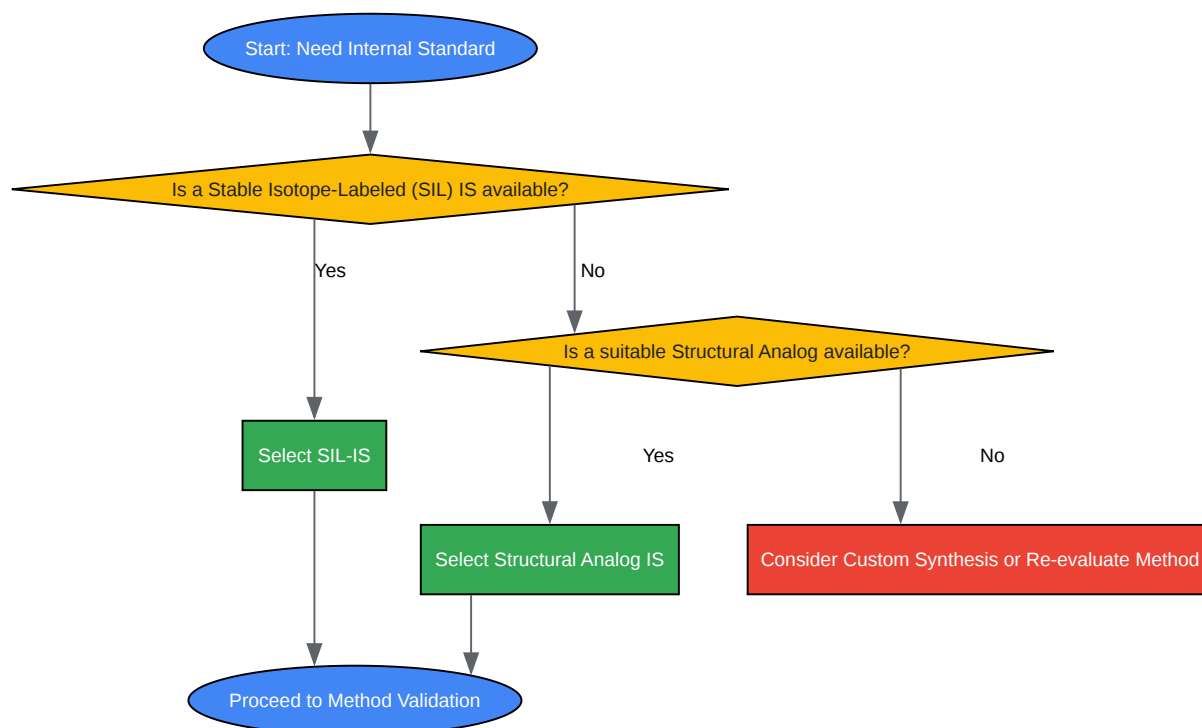 Start: Need Internal Standard
Is a Stable Isotope-Labeled (SIL) IS available?
Yes
No
Is a suitable Structural Analog available?
Select SIL-IS
Yes
No
Select Structural Analog IS
Consider Custom Synthesis or Re-evaluate Method
Proceed to Method Validation